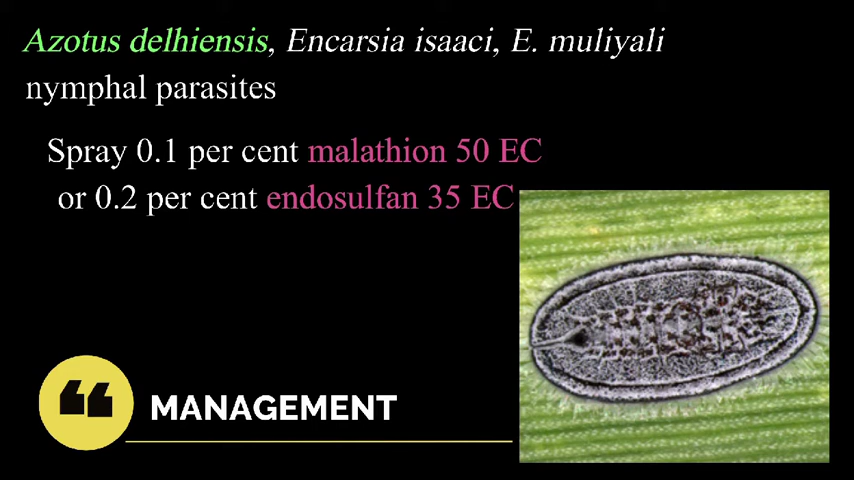 Azotus delhiensis, Encarsia isaaci, E. muliyali
nymphal parasites
Spray 0.1 per cent malathion 50 EC
or 0.2 per cent endosulfan 35 EC
MANAGEMENT